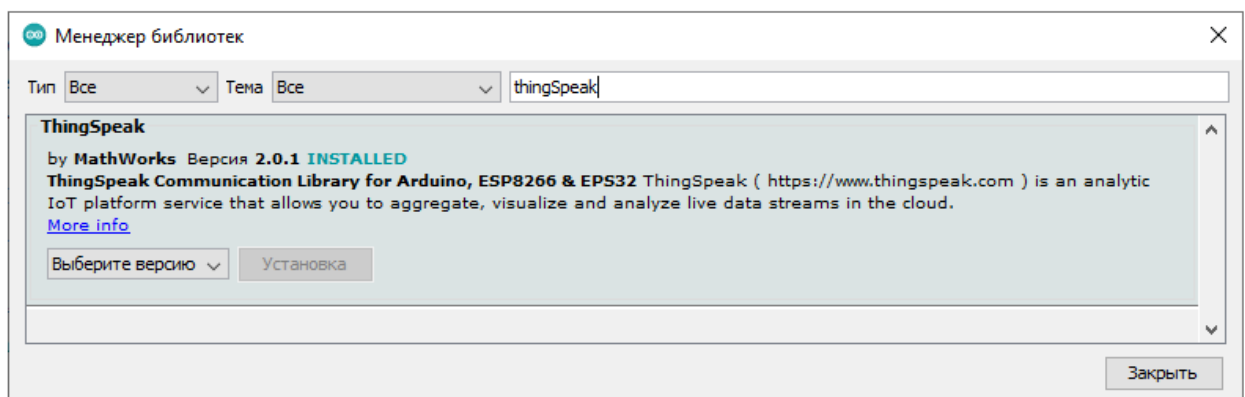 Менеджер библиотек
Тип Все Тема Все thingSpeak
ThingSpeak
by MathWorks Версия 2.0.1 INSTALLED
ThingSpeak Communication Library for Arduino, ESP8266 & EPS32 ThingSpeak ( https://www.thingspeak.com ) is an analytic
IoT platform service that allows you to aggregate, visualize and analyze live data streams in the cloud.
More info
Выберите версию Установка
Закрыть